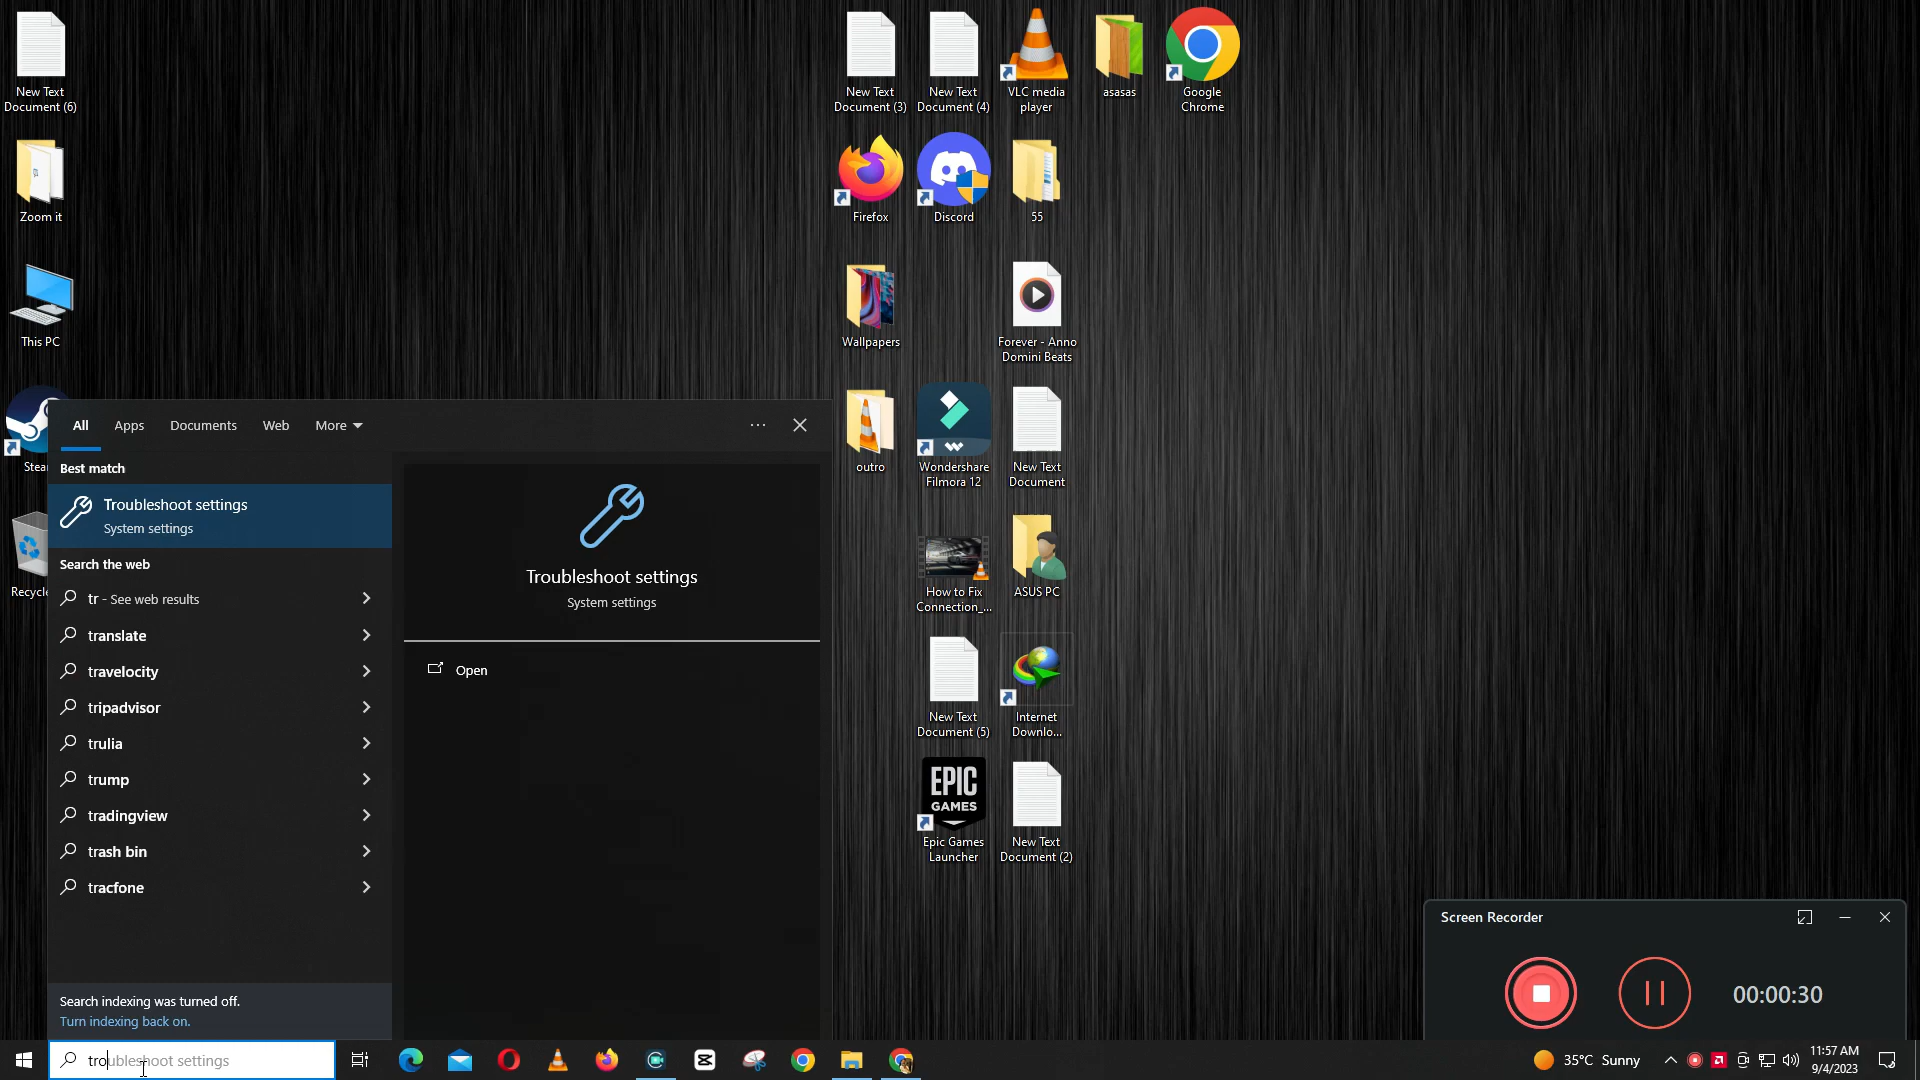 New Text
Document (6)
Zoom it
This PC
Stea
Recycle
New Text
Document (3)
New Text
Document (4)
VLC media
player
asasas
Google
Chrome
Firefox
Discord
55
Wallpapers
Forever - Anno
Domini Beats
outro
Wondershare
Filmora 12
New Text
Document
How to Fix
Connection_...
ASUS PC
New Text
Document (5)
Internet
Downlo...
EPIC
GAMES
Epic Games
Launcher
New Text
Document (2)
All
Apps
Documents
Web
More
Best match
Troubleshoot settings
System settings
Search the web
tr - See web results
translate
travelocity
tripadvisor
trulia
trump
tradingview
trash bin
tracfone
Search indexing was turned off.
Turn indexing back on.
Troubleshoot settings
System settings
Open
troubleshoot settings
Screen Recorder
00:00:30
35°C Sunny
11:57 AM
9/4/2023